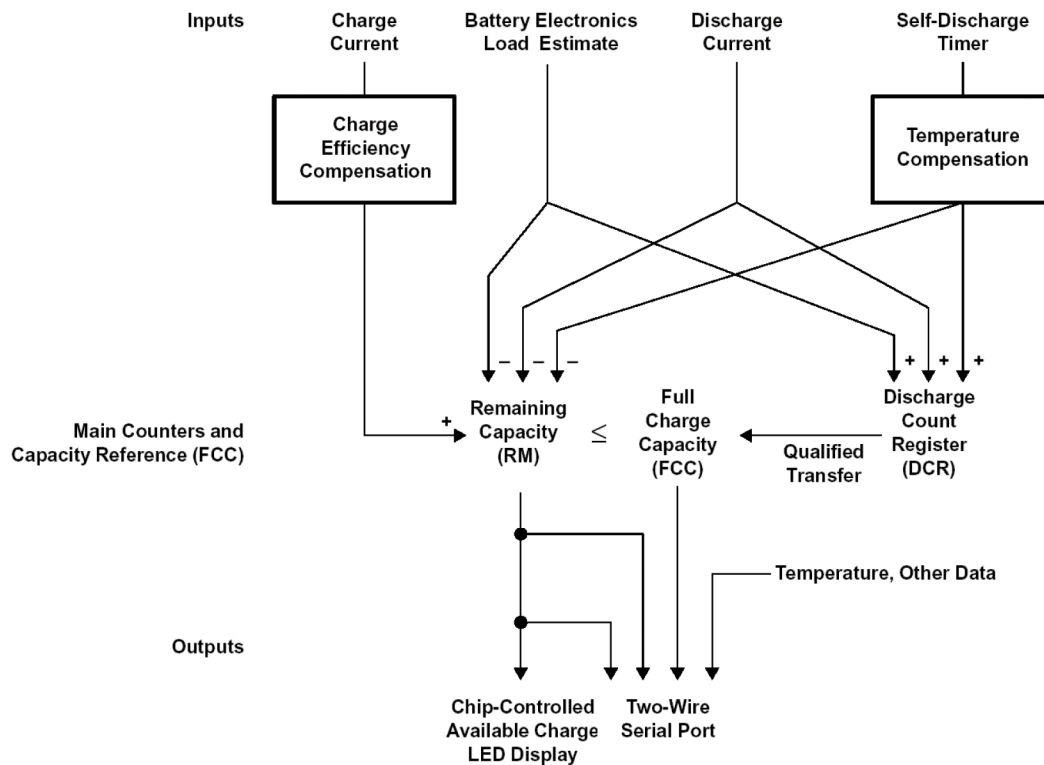 Inputs
Charge
Current
Battery Electronics
Load Estimate
Discharge
Current
Self-Discharge
Timer
Charge
Efficiency
Compensation
Temperature
Compensation
– – –
+ + +
Main Counters and
Capacity Reference (FCC)
+
Remaining
Capacity
(RM)
≤
Full
Charge
Capacity
(FCC)
Qualified
Transfer
Discharge
Count
Register
(DCR)
Temperature, Other Data
Outputs
Chip-Controlled
Available Charge
LED Display
Two-Wire
Serial Port